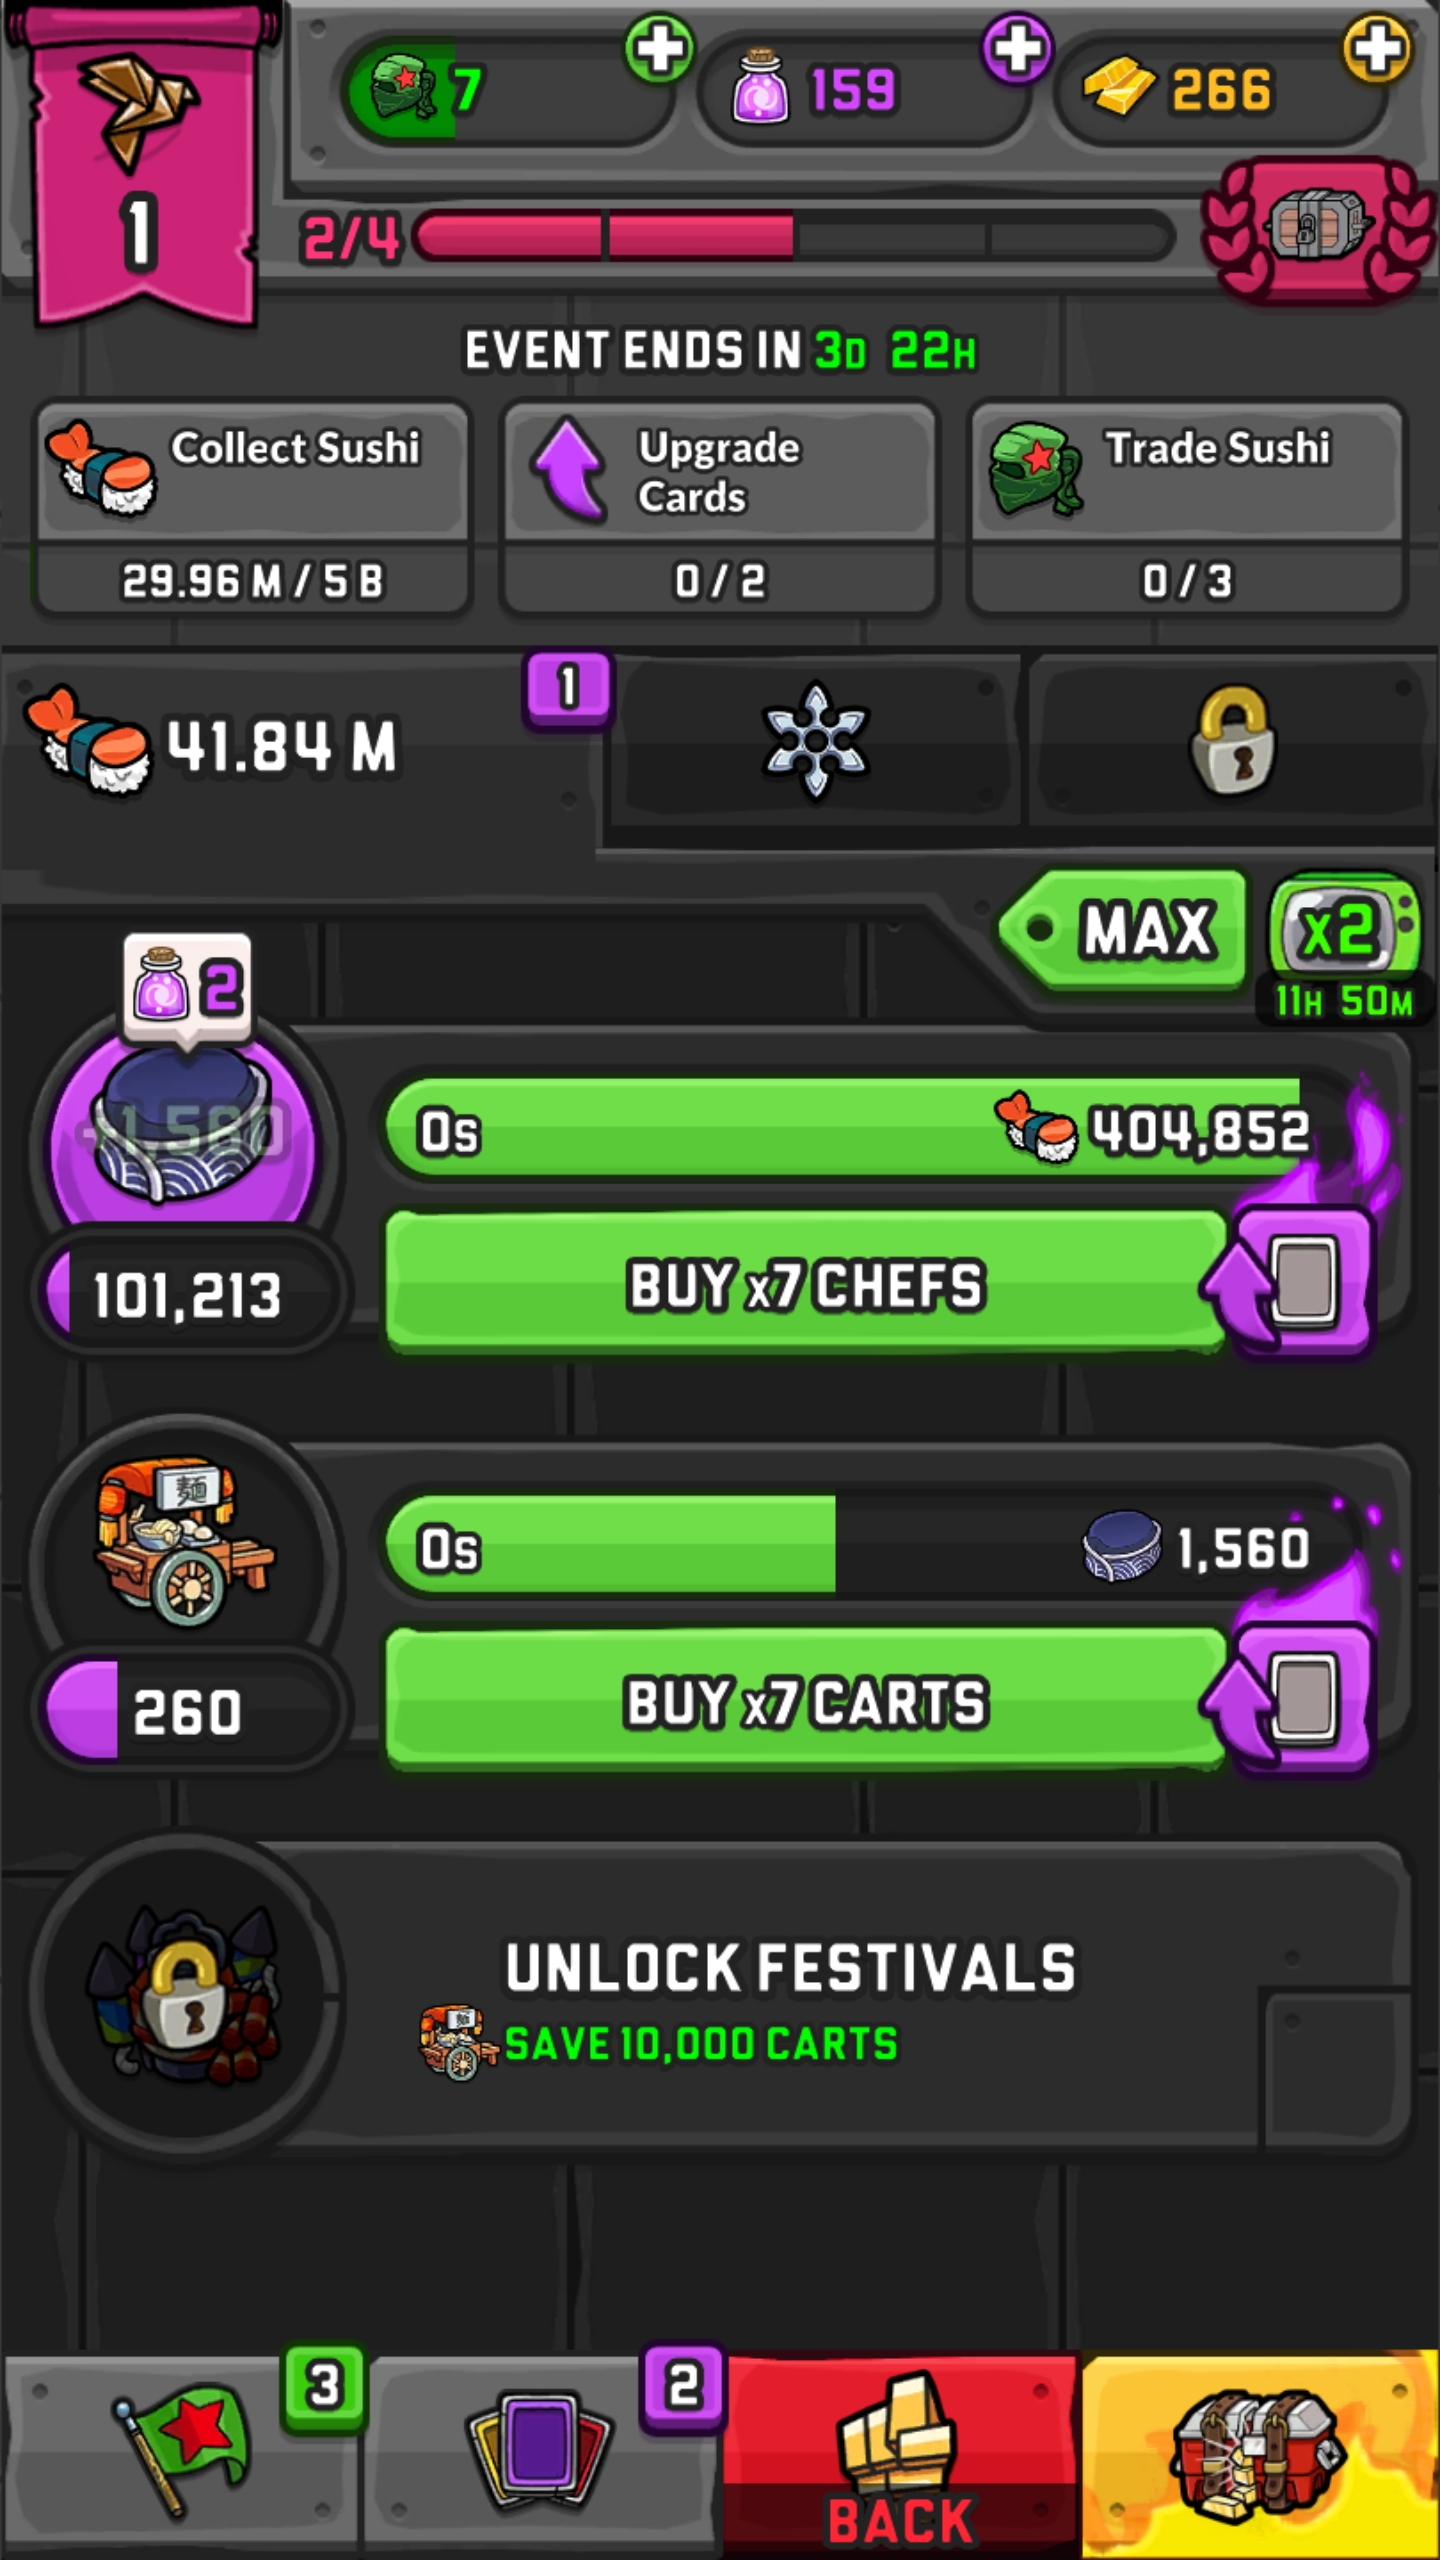 7
159
266
1
2/4
EVENT ENDS IN 3D 22H
Collect Sushi
29.96 M / 5 B
Upgrade
Cards
0 / 2
Trade Sushi
0 / 3
41.84 M
1
MAX
x2
11H 50M
2
+1,560
0s
404,852
101,213
BUY x7 CHEFS
麺
0s
1,560
260
BUY x7 CARTS
UNLOCK FESTIVALS
SAVE 10,000 CARTS
3
2
BACK